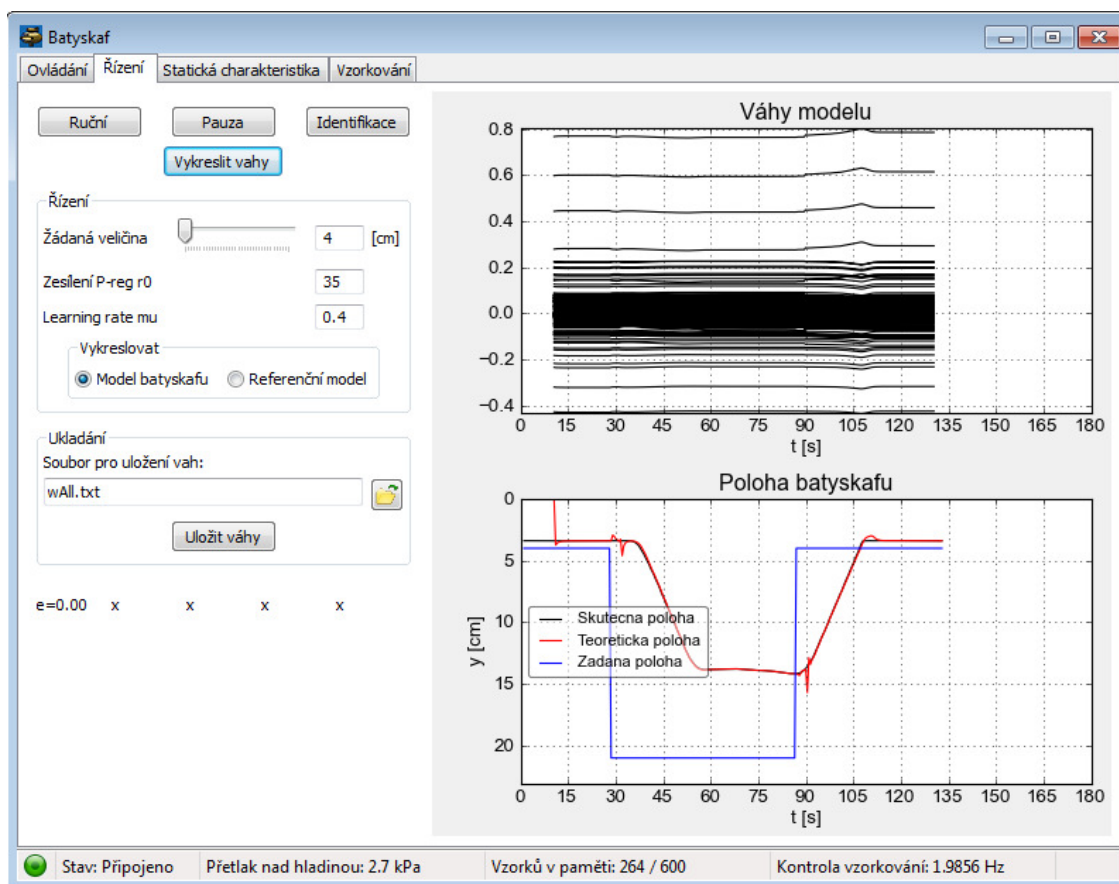 Batyskaf
Ovládání Řízení Statická charakteristika Vzorkování
Ruční Pauza Identifikace
Vykreslit vahy
Řízení
Žádaná veličina 4 [cm]
Zesílení P-reg r0 35
Learning rate mu 0.4
Vykreslovat
Model batyskafu Referenční model
Ukladání
Soubor pro uložení vah:
wAll.txt
Uložit váhy
e=0.00 x x x x
Váhy modelu
0.8
0.6
0.4
0.2
0.0
−0.2
−0.4
0 15 30 45 60 75 90 105 120 135 150 165 180
t [s]
Poloha batyskafu
0
5
10
15
20
y [cm]
Skutecna poloha
Teoreticka poloha
Zadana poloha
0 15 30 45 60 75 90 105 120 135 150 165 180
t [s]
Stav: Připojeno Přetlak nad hladinou: 2.7 kPa Vzorků v paměti: 264 / 600 Kontrola vzorkování: 1.9856 Hz